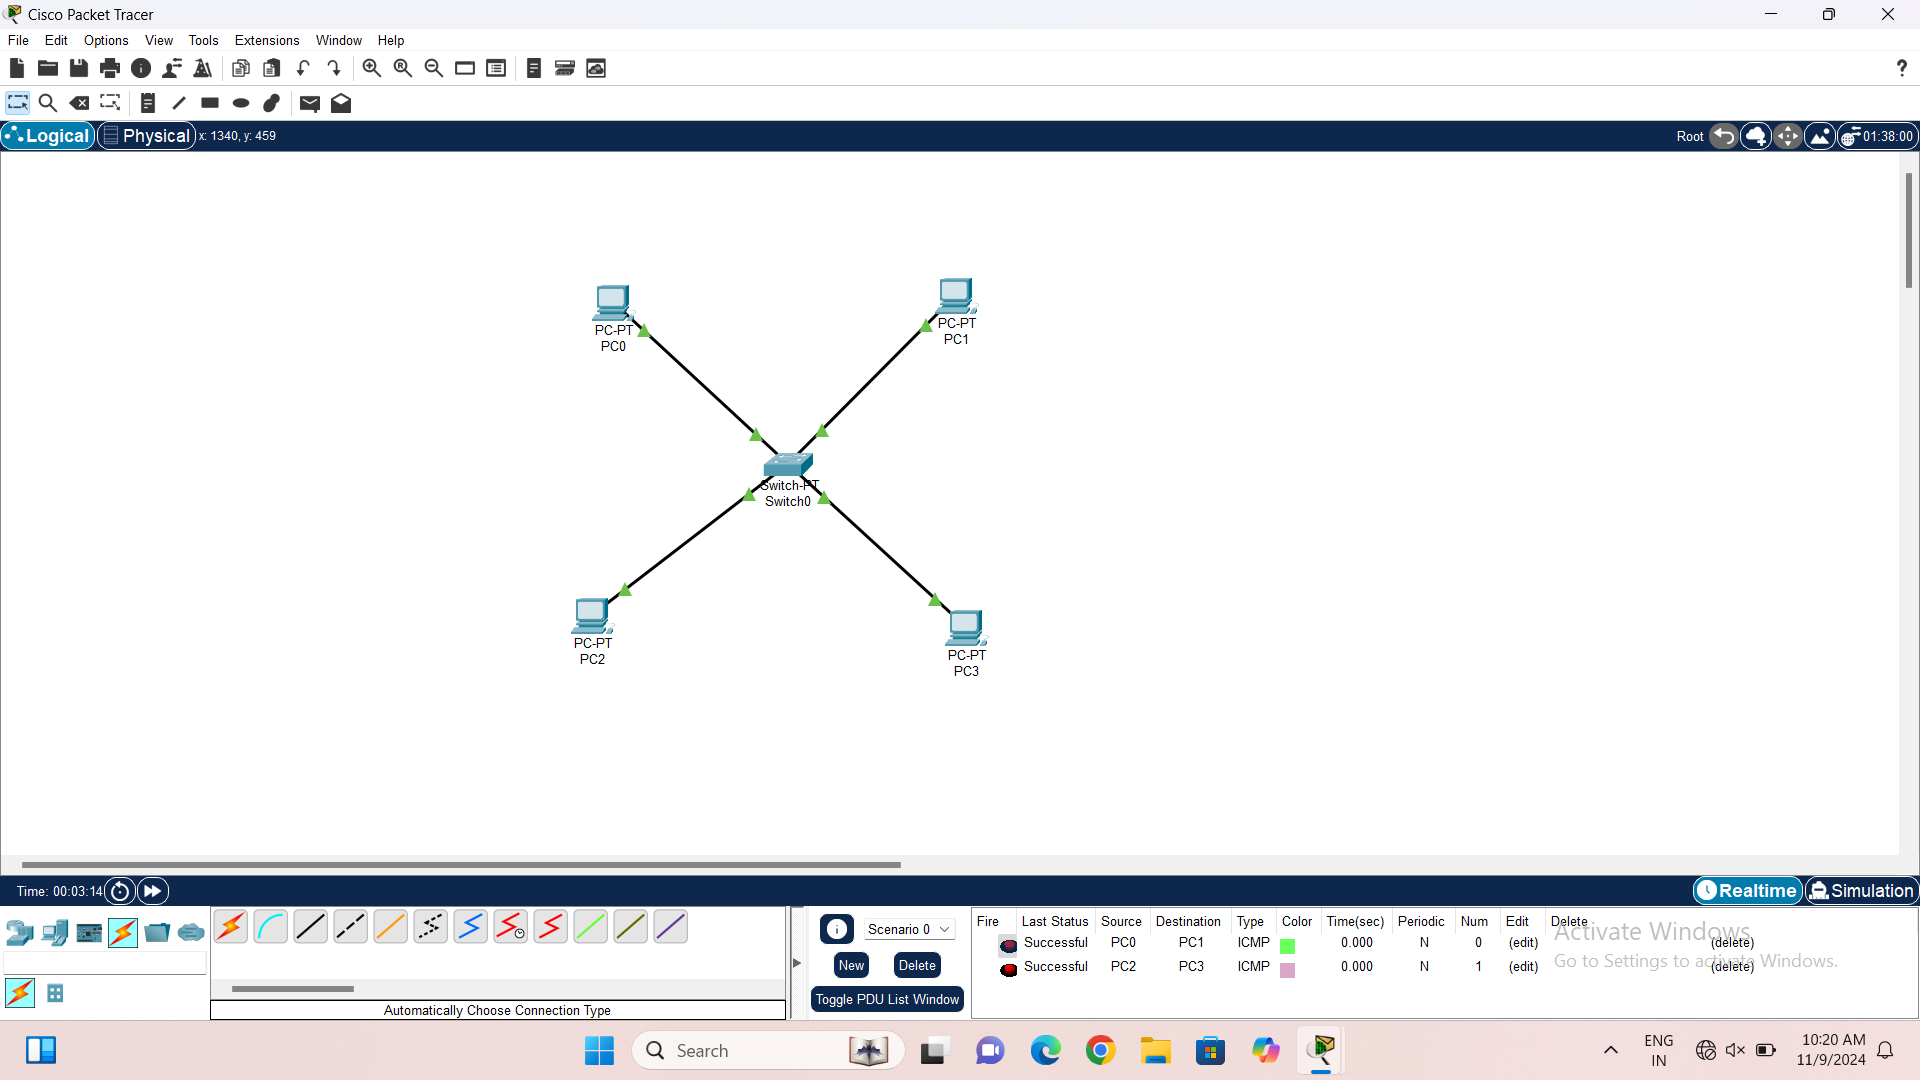 Cisco Packet Tracer
File Edit Options View Tools Extensions Window Help
Logical Physical x: 1340, y: 459 Root 01:38:00
PC-PT
PC0
PC-PT
PC1
Switch-PT
Switch0
PC-PT
PC2
PC-PT
PC3
Time: 00:03:14 Realtime Simulation
Scenario 0
New Delete
Toggle PDU List Window
Automatically Choose Connection Type
Fire Last Status Source Destination Type Color Time(sec) Periodic Num Edit Delete
Successful PC0 PC1 ICMP 0.000 N 0 (edit) (delete)
Successful PC2 PC3 ICMP 0.000 N 1 (edit) (delete)
Activate Windows
Go to Settings to activate Windows.
Search
ENG
IN
10:20 AM
11/9/2024